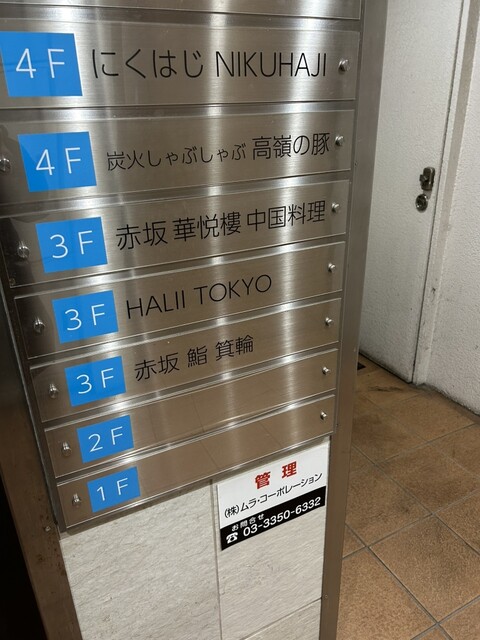 4F にくはじ NIKUHAJI
4F 炭火しゃぶしゃぶ 高嶺の豚
3F 赤坂 華悦樓 中国料理
3F HALII TOKYO
3F 赤坂 鮨 箕輪
2F
1F
管理
(株)ムラ・コーポレーション
お問合せ
☎ 03-3350-6332